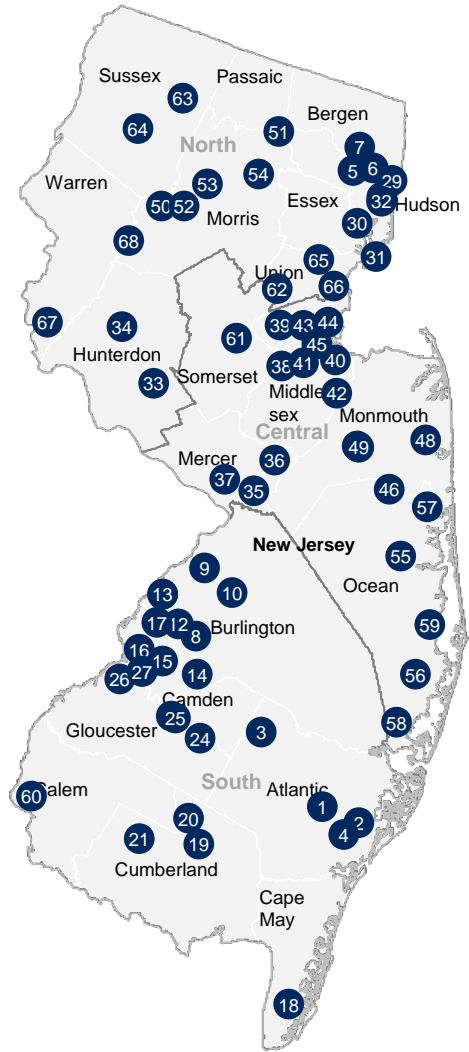 Sussex
Passaic
63
Bergen
64
51
North
7
5
6
54
29
Warren
53
Essex
32
Hudson
50
52
Morris
30
68
31
65
Union
66
62
67
34
39
43
44
61
45
Hunterdon
38
41
40
Somerset
33
Middle
sex
42
Monmouth
Central
48
49
Mercer
36
37
35
46
57
New Jersey
55
9
Ocean
13
10
17
12
8
Burlington
59
16
15
26
27
14
56
Camden
25
Gloucester
24
3
58
South
60
Salem
Atlantic
1
20
2
4
21
19
Cumberland
Cape
May
18